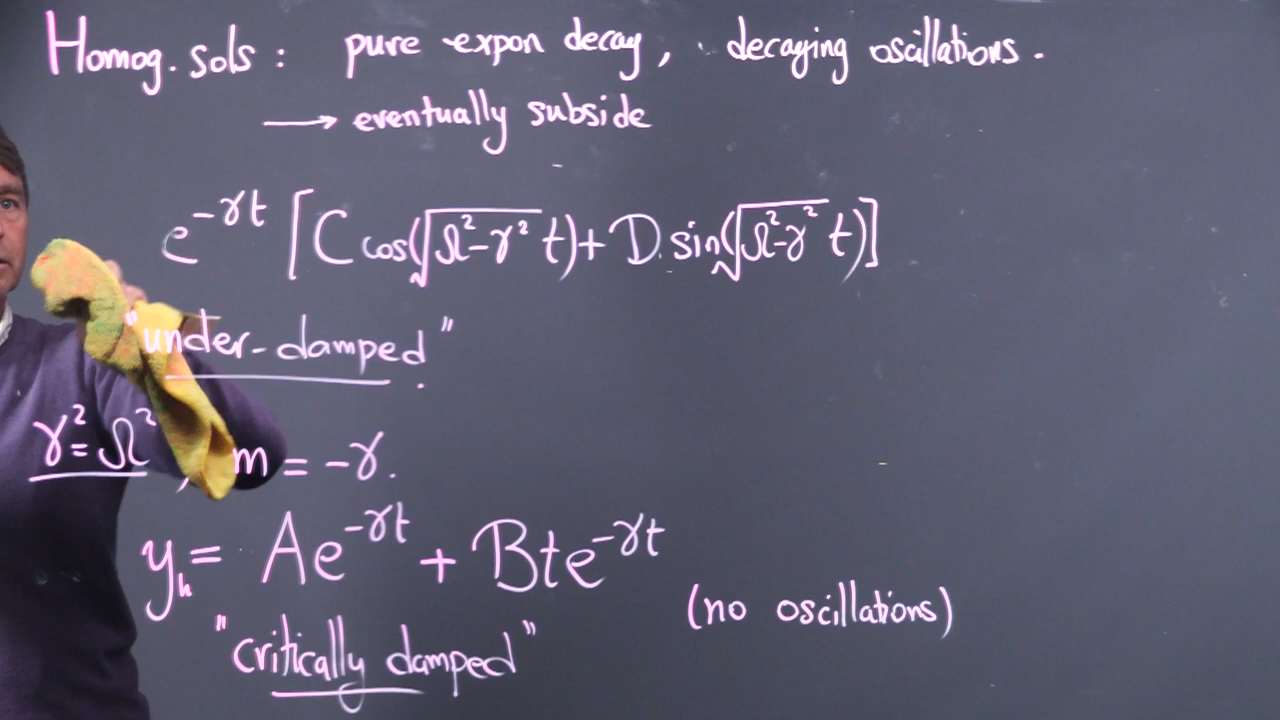 Homog. sols : pure expon decay, decaying oscillations.
→ eventually subside
e^{-γt} [C cos(√(Ω²-γ²) t) + D sin(√(Ω²-γ²) t)]
"under-damped"
γ² = Ω², m = -γ.
y_h = Ae^{-γt} + Bte^{-γt}
(no oscillations)
"critically damped"